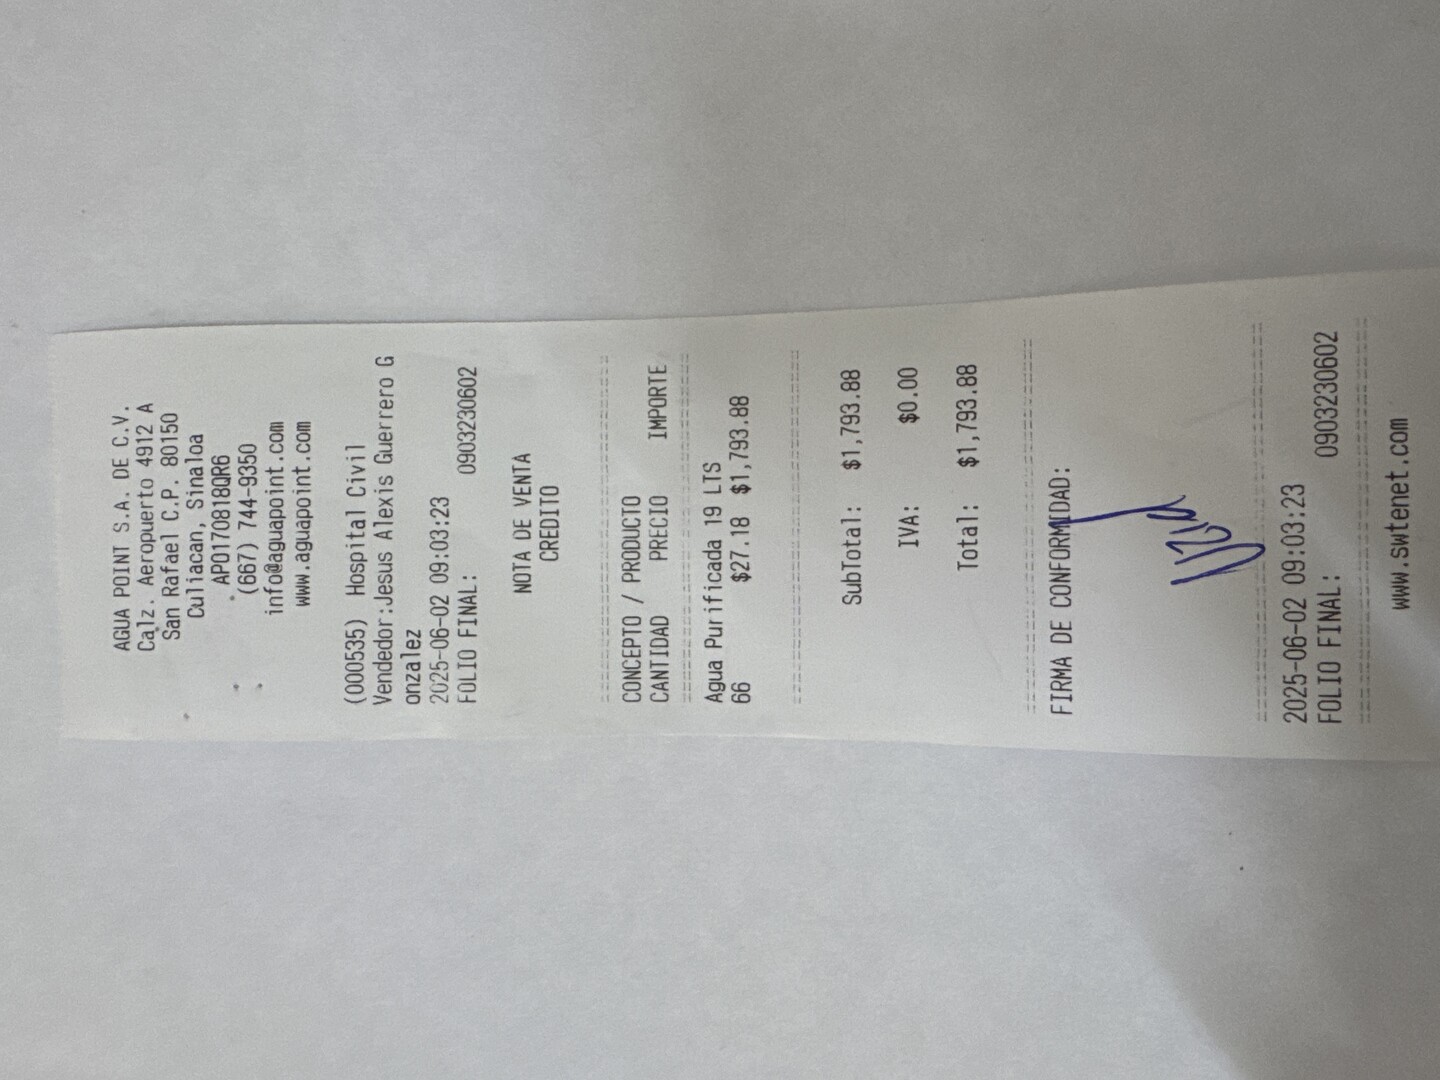 AGUA POINT S.A. DE C.V.
Calz. Aeropuerto 4912 A
San Rafael C.P. 80150
Culiacan, Sinaloa
APO170818QR6
(667) 744-9350
info@aguapoint.com
www.aguapoint.com
(000535) Hospital Civil
Vendedor:Jesus Alexis Guerrero G
onzalez
2025-06-02 09:03:23
FOLIO FINAL: 0903230602
NOTA DE VENTA
CREDITO
CONCEPTO / PRODUCTO
CANTIDAD PRECIO IMPORTE
Agua Purificada 19 LTS
66 $27.18 $1,793.88
SubTotal: $1,793.88
IVA: $0.00
Total: $1,793.88
FIRMA DE CONFORMIDAD:
2025-06-02 09:03:23
FOLIO FINAL: 0903230602
www.swtenet.com